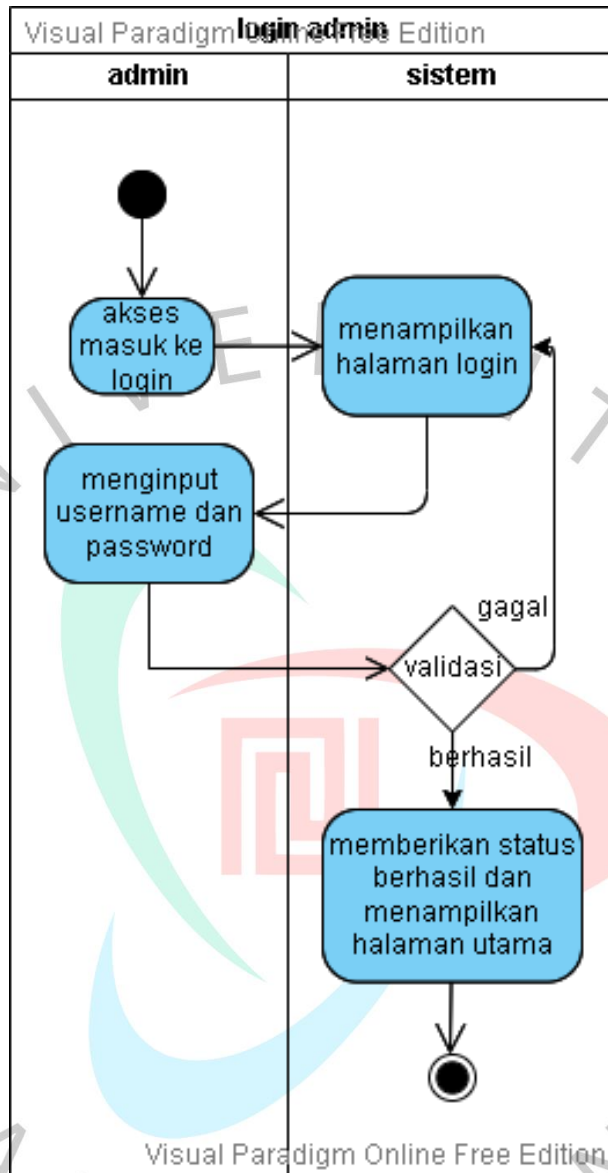 Visual Paradigm Online Free Edition
login admin
admin
sistem
akses
masuk ke
login
menampilkan
halaman login
menginput
username dan
password
gagal
validasi
berhasil
memberikan status
berhasil dan
menampilkan
halaman utama
Visual Paradigm Online Free Edition